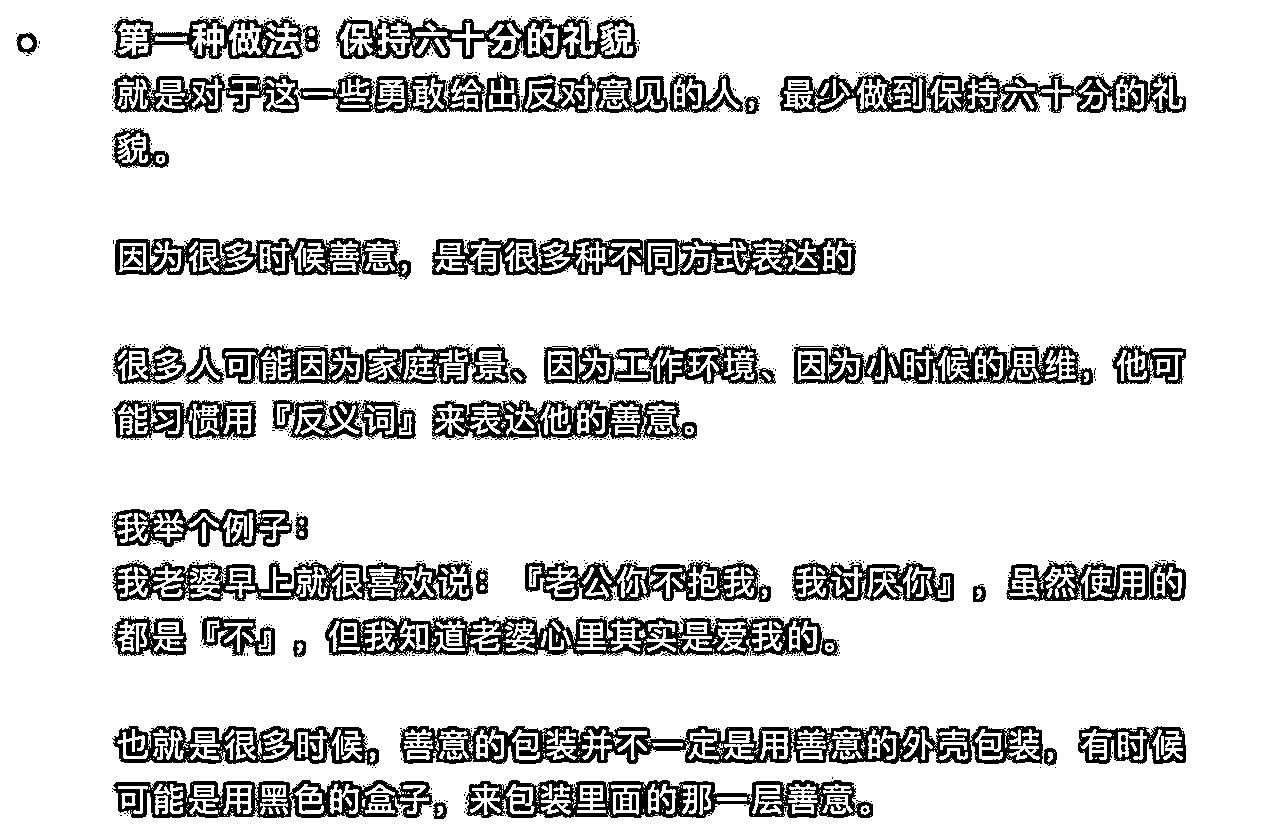 第一种做法：保持六十分的礼貌
就是对于这一些勇敢给出反对意见的人，最少做到保持六十分的礼
貌。
因为很多时候善意，是有很多种不同方式表达的
很多人可能因为家庭背景、因为工作环境、因为小时候的思维，他可
能习惯用『反义词』来表达他的善意。
我举个例子：
我老婆早上就很喜欢说：『老公你不抱我，我讨厌你』，虽然使用的
都是『不』，但我知道老婆心里其实是爱我的。
也就是很多时候，善意的包装并不一定是用善意的外壳包装，有时候
可能是用黑色的盒子，来包装里面的那一层善意。